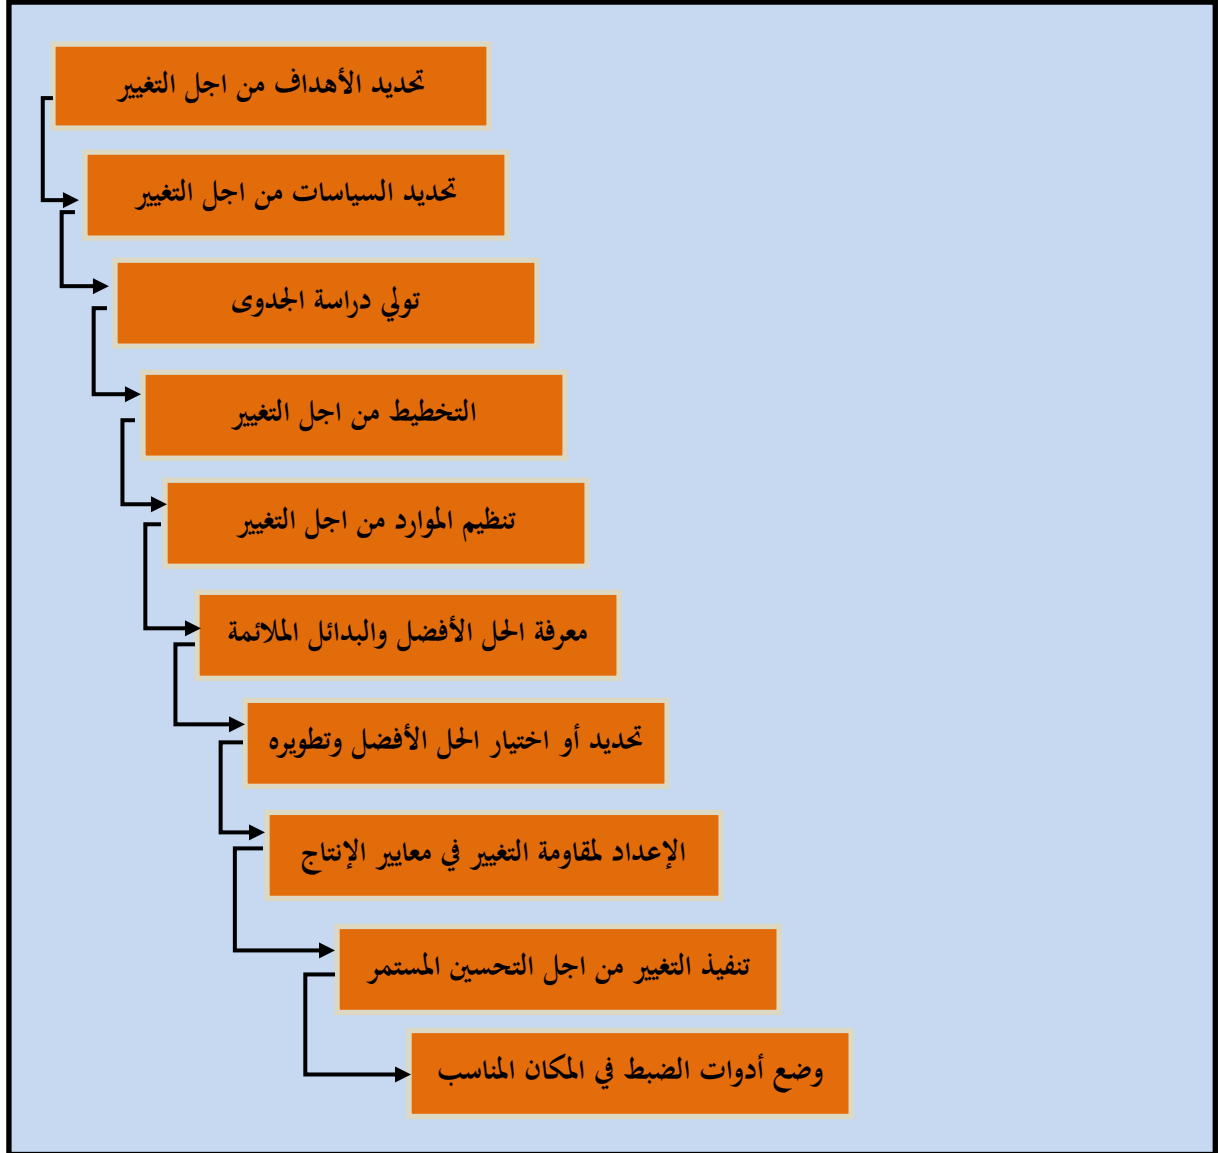 تحديد الأهداف من اجل التغيير
تحديد السياسات من اجل التغيير
تولي دراسة الجدوى
التخطيط من اجل التغيير
تنظيم الموارد من اجل التغيير
معرفة الحل الأفضل والبدائل الملائمة
تحديد أو اختيار الحل الأفضل وتطويره
الإعداد لمقاومة التغيير في معايير الإنتاج
تنفيذ التغيير من اجل التحسين المستمر
وضع أدوات الضبط في المكان المناسب